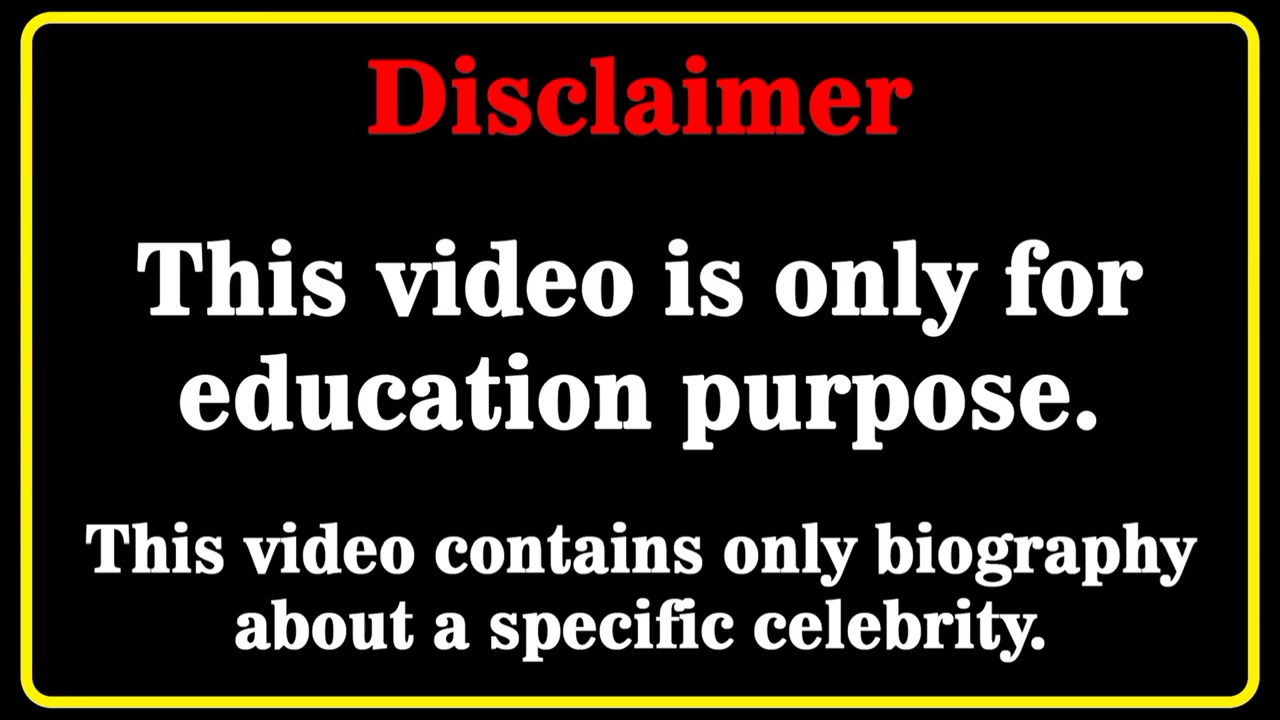 Disclaimer
This video is only for
education purpose.
This video contains only biography
about a specific celebrity.